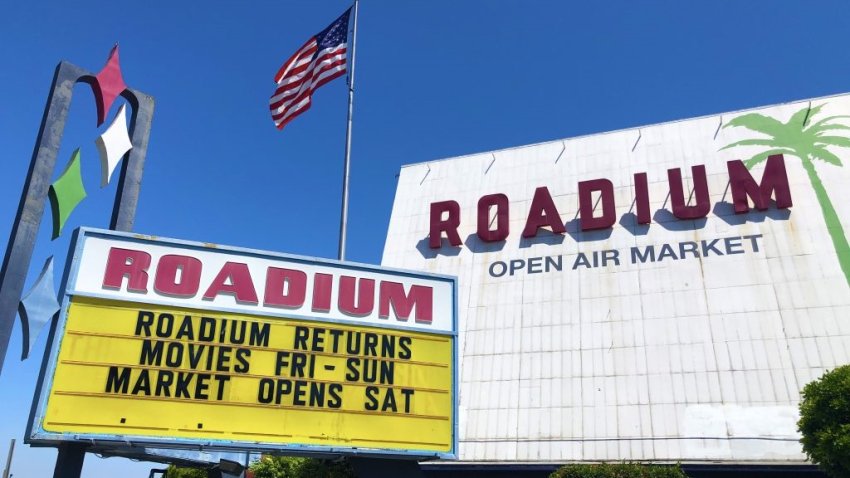 ROADIUM
ROADIUM RETURNS
MOVIES FRI - SUN
MARKET OPENS SAT
ROADIUM
OPEN AIR MARKET